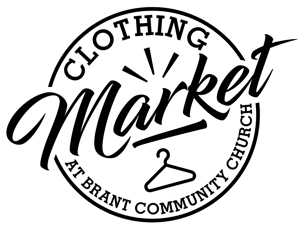 CLOTHING
Market
AT BRANT COMMUNITY CHURCH